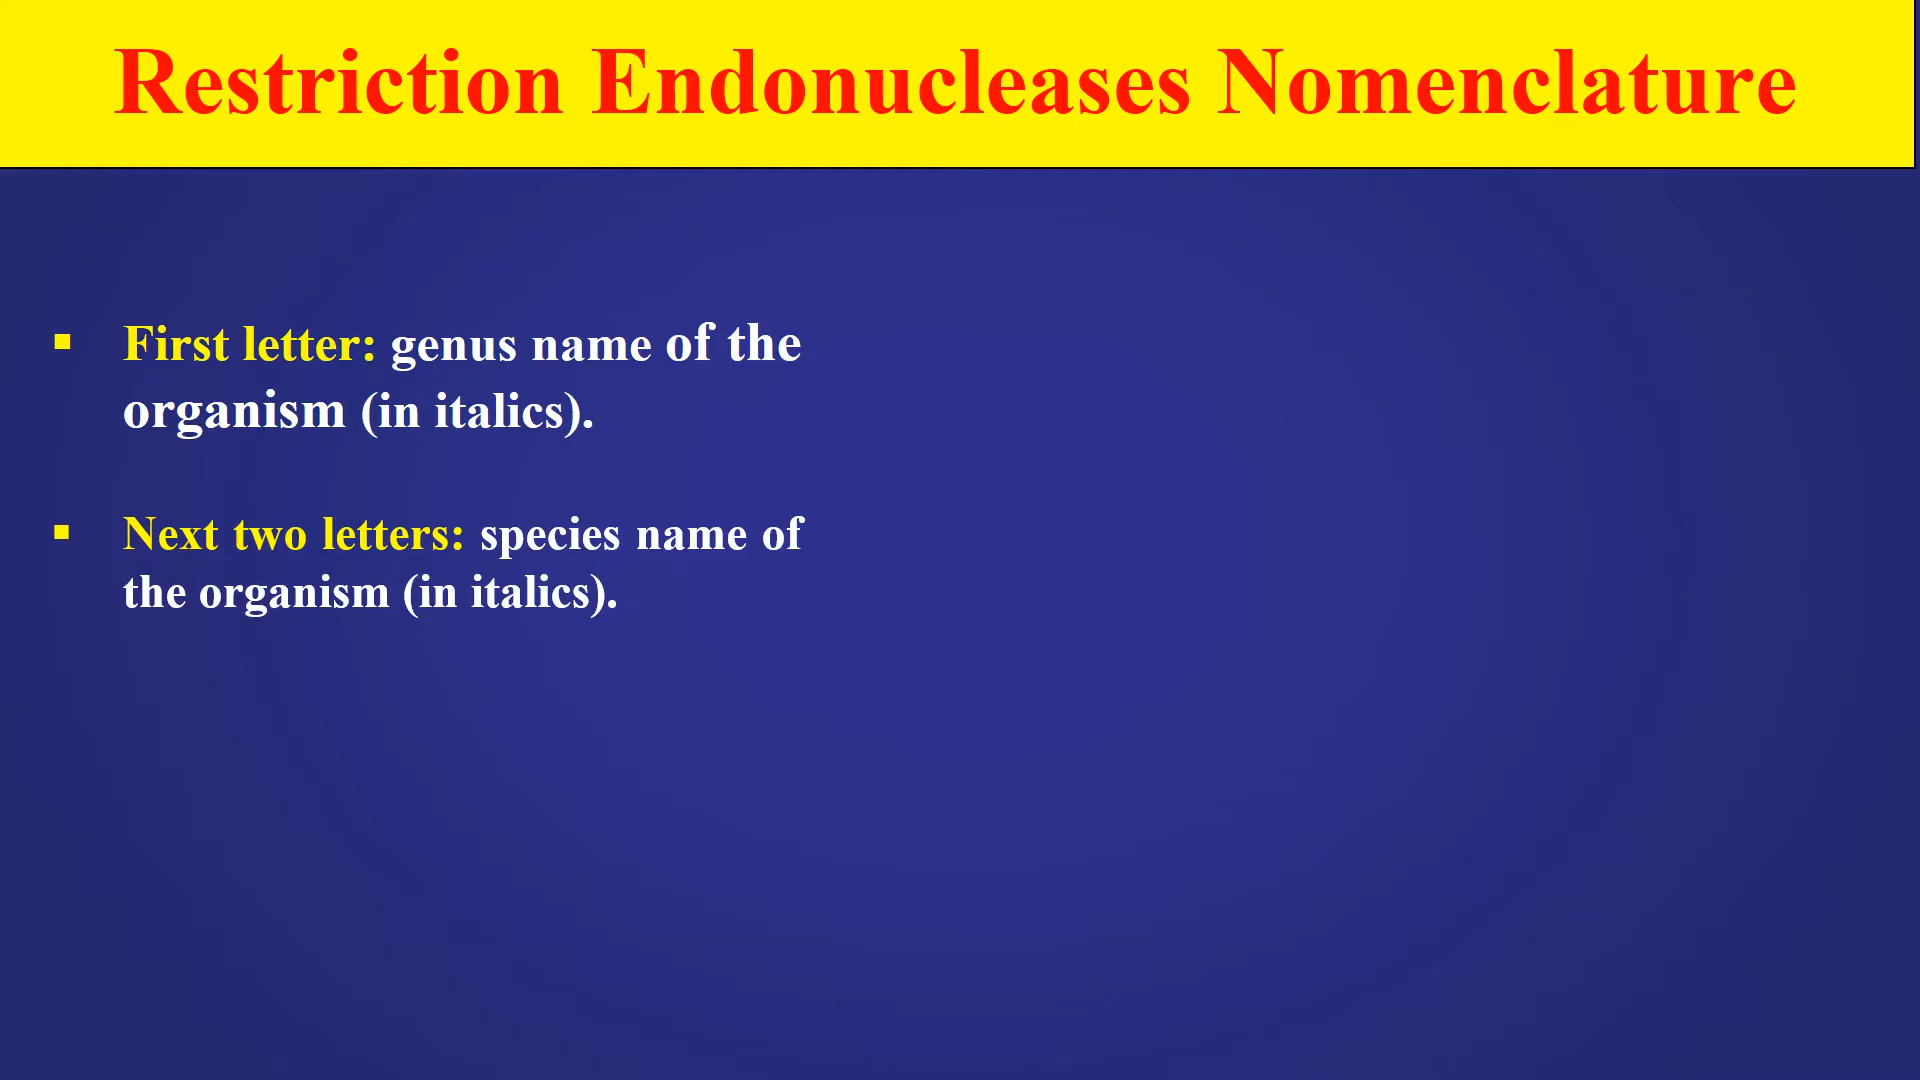 Restriction Endonucleases Nomenclature
▪ First letter: genus name of the
organism (in italics).
▪ Next two letters: species name of
the organism (in italics).